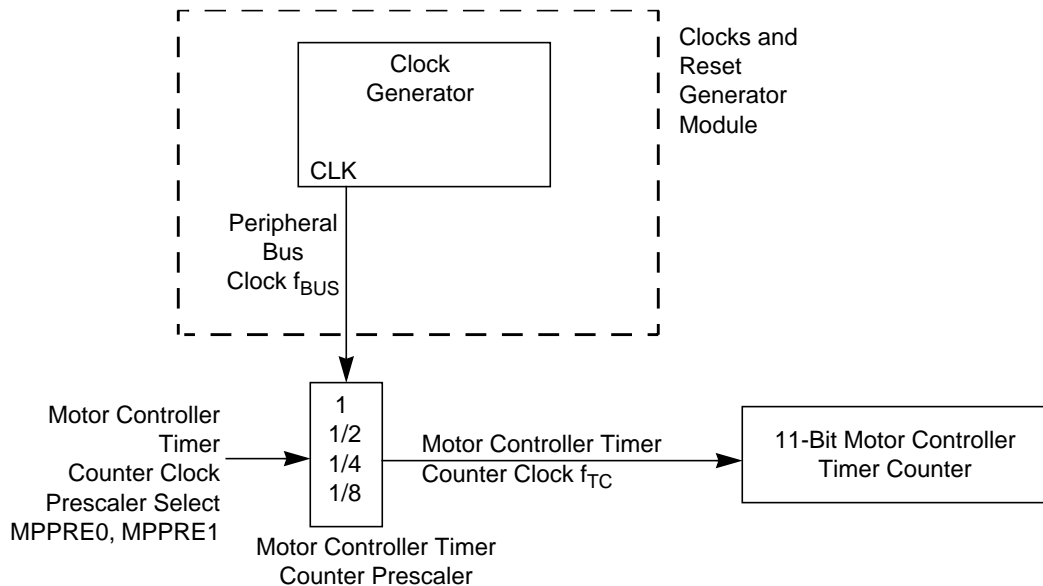 Clocks and
Reset
Generator
Module
Clock
Generator
CLK
Peripheral
Bus
Clock fBUS
Motor Controller
Timer
Counter Clock
Prescaler Select
MPPRE0, MPPRE1
1
1/2
1/4
1/8
Motor Controller Timer
Counter Clock fTC
11-Bit Motor Controller
Timer Counter
Motor Controller Timer
Counter Prescaler